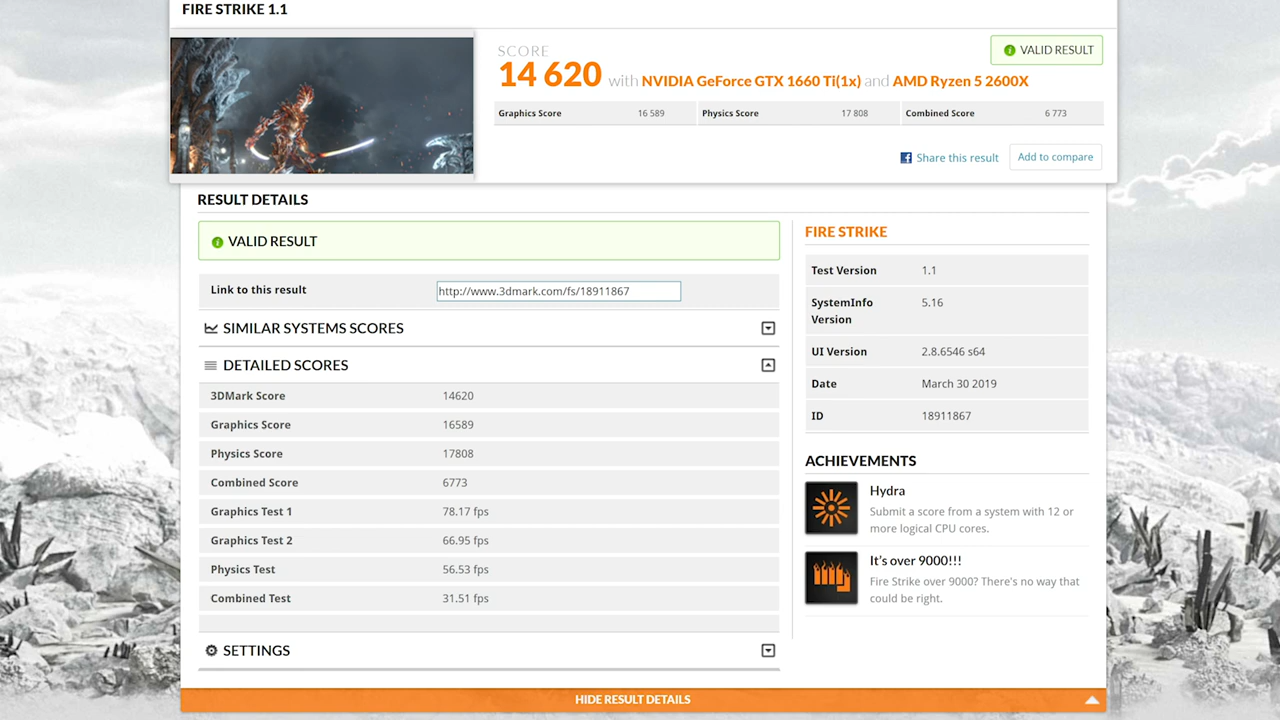 FIRE STRIKE 1.1
SCORE
VALID RESULT
14 620 with NVIDIA GeForce GTX 1660 Ti(1x) and AMD Ryzen 5 2600X
Graphics Score 16 589 Physics Score 17 808 Combined Score 6 773
Share this result Add to compare
RESULT DETAILS
VALID RESULT
Link to this result http://www.3dmark.com/fs/18911867
SIMILAR SYSTEMS SCORES
DETAILED SCORES
3DMark Score 14620
Graphics Score 16589
Physics Score 17808
Combined Score 6773
Graphics Test 1 78.17 fps
Graphics Test 2 66.95 fps
Physics Test 56.53 fps
Combined Test 31.51 fps
SETTINGS
FIRE STRIKE
Test Version 1.1
SystemInfo 5.16
Version
UI Version 2.8.6546 s64
Date March 30 2019
ID 18911867
ACHIEVEMENTS
Hydra
Submit a score from a system with 12 or
more logical CPU cores.
It's over 9000!!!
Fire Strike over 9000? There's no way that
could be right.
HIDE RESULT DETAILS